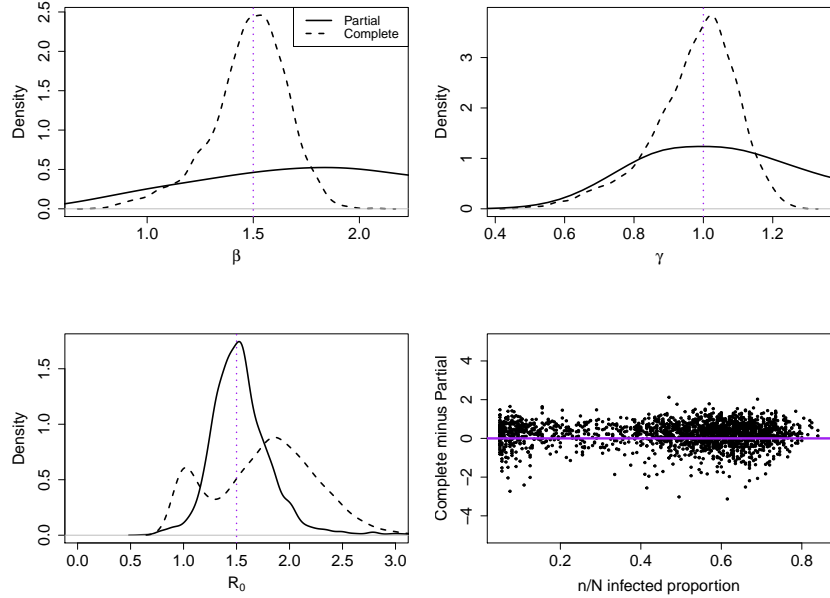 Partial
Complete
Density
0.0 0.5 1.0 1.5 2.0 2.5
1.0 1.5 2.0
β
Density
0 1 2 3
0.4 0.6 0.8 1.0 1.2
γ
Density
0.0 0.5 1.0 1.5
0.0 0.5 1.0 1.5 2.0 2.5 3.0
R0
Complete minus Partial
−4 −2 0 2 4
0.2 0.4 0.6 0.8
n/N infected proportion